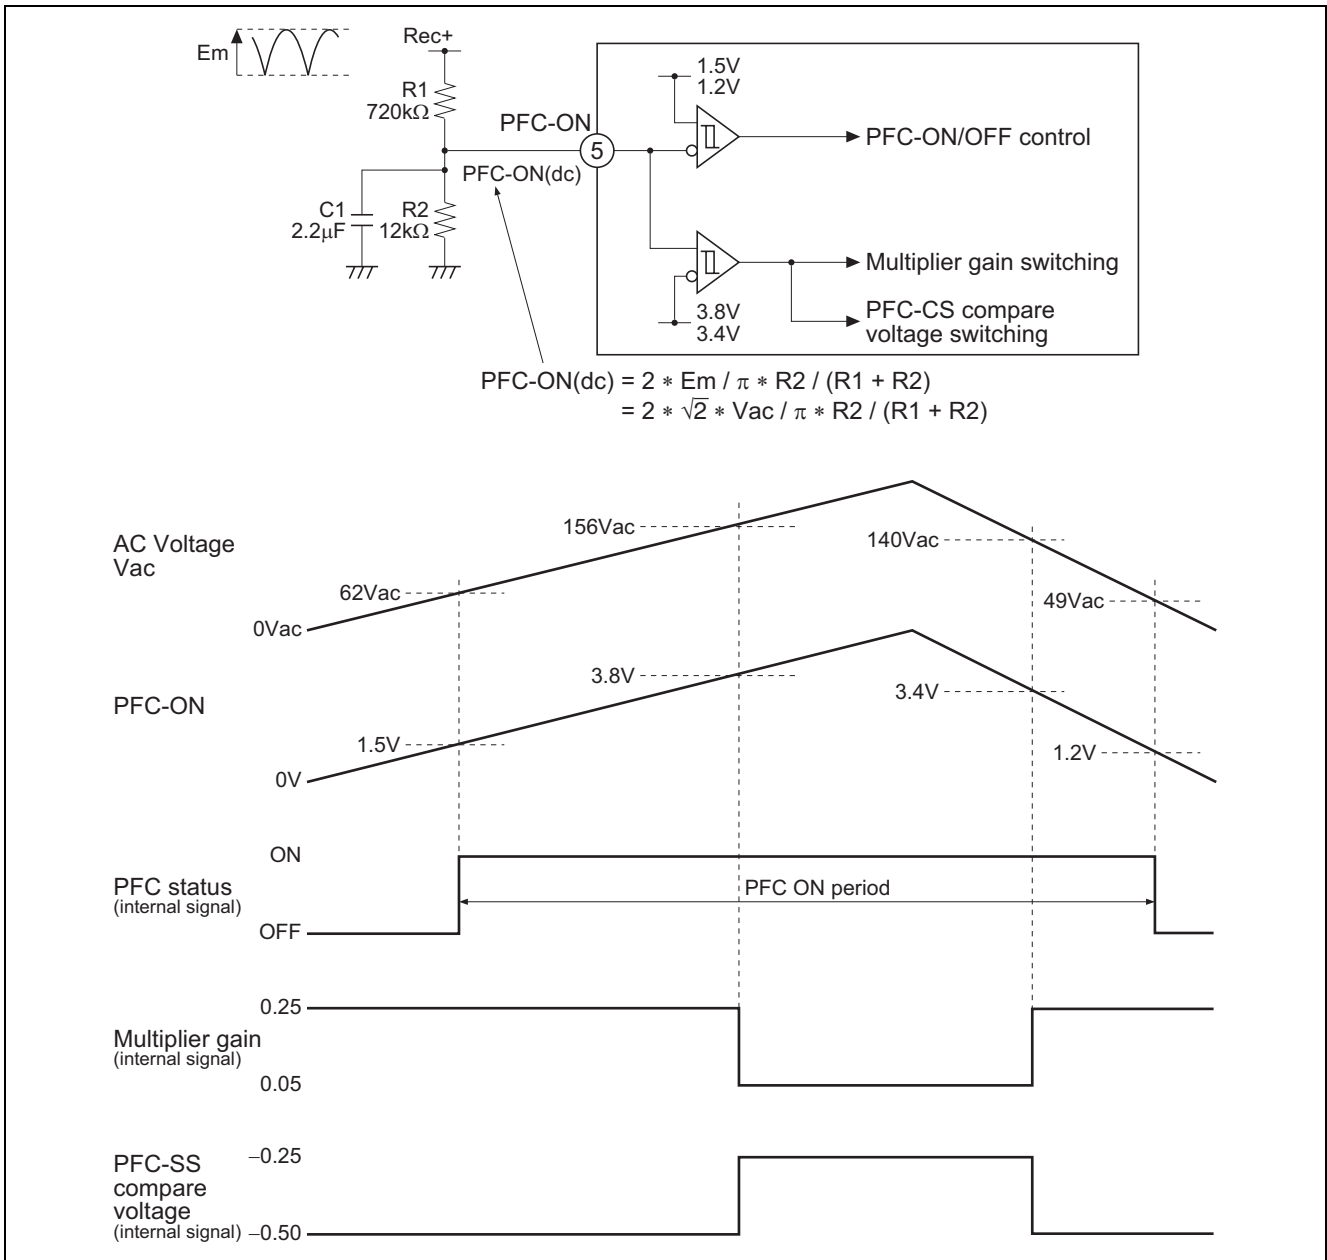 Em
Rec+
R1
720kΩ
PFC-ON
5
PFC-ON(dc)
C1
2.2μF
R2
12kΩ
1.5V
1.2V
PFC-ON/OFF control
Multiplier gain switching
PFC-CS compare
voltage switching
3.8V
3.4V
PFC-ON(dc) = 2 * Em / π * R2 / (R1 + R2)
= 2 * √2 * Vac / π * R2 / (R1 + R2)
AC Voltage
Vac
156Vac
140Vac
62Vac
49Vac
0Vac
PFC-ON
3.8V
3.4V
1.5V
1.2V
0V
ON
PFC status
(internal signal)
PFC ON period
OFF
0.25
Multiplier gain
(internal signal)
0.05
PFC-SS
compare
voltage
(internal signal)
−0.25
−0.50